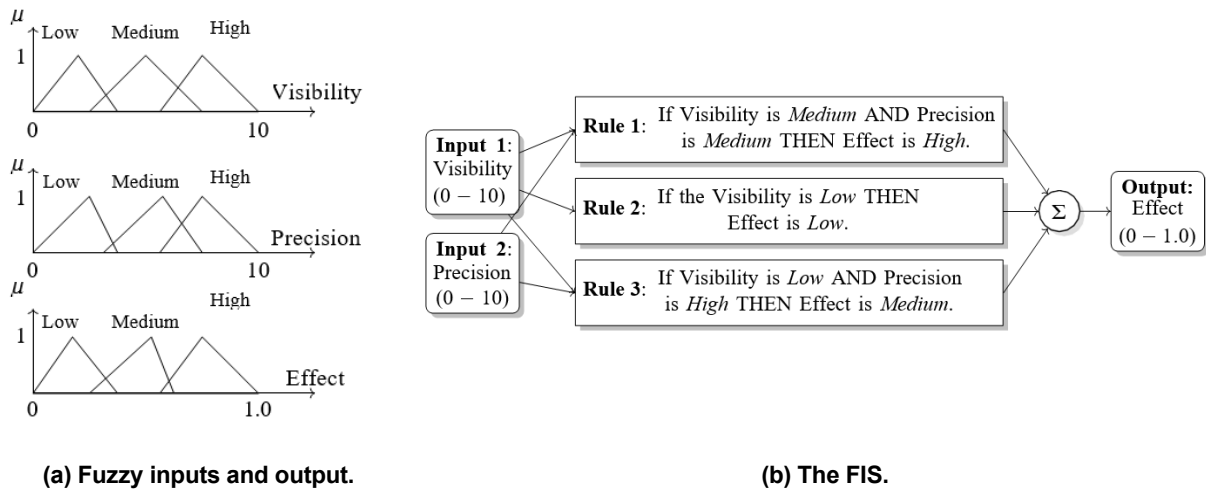 μ
Low Medium High
1
Visibility
0 10
Low Medium High
1
Precision
0 10
μ
Low Medium High
1
Effect
0 1.0
(a) Fuzzy inputs and output.
Input 1:
Visibility
(0 − 10)
Input 2:
Precision
(0 − 10)
Rule 1: If Visibility is Medium AND Precision
is Medium THEN Effect is High.
Rule 2: If the Visibility is Low THEN
Effect is Low.
Rule 3: If Visibility is Low AND Precision
is High THEN Effect is Medium.
Σ
Output:
Effect
(0 − 1.0)
(b) The FIS.